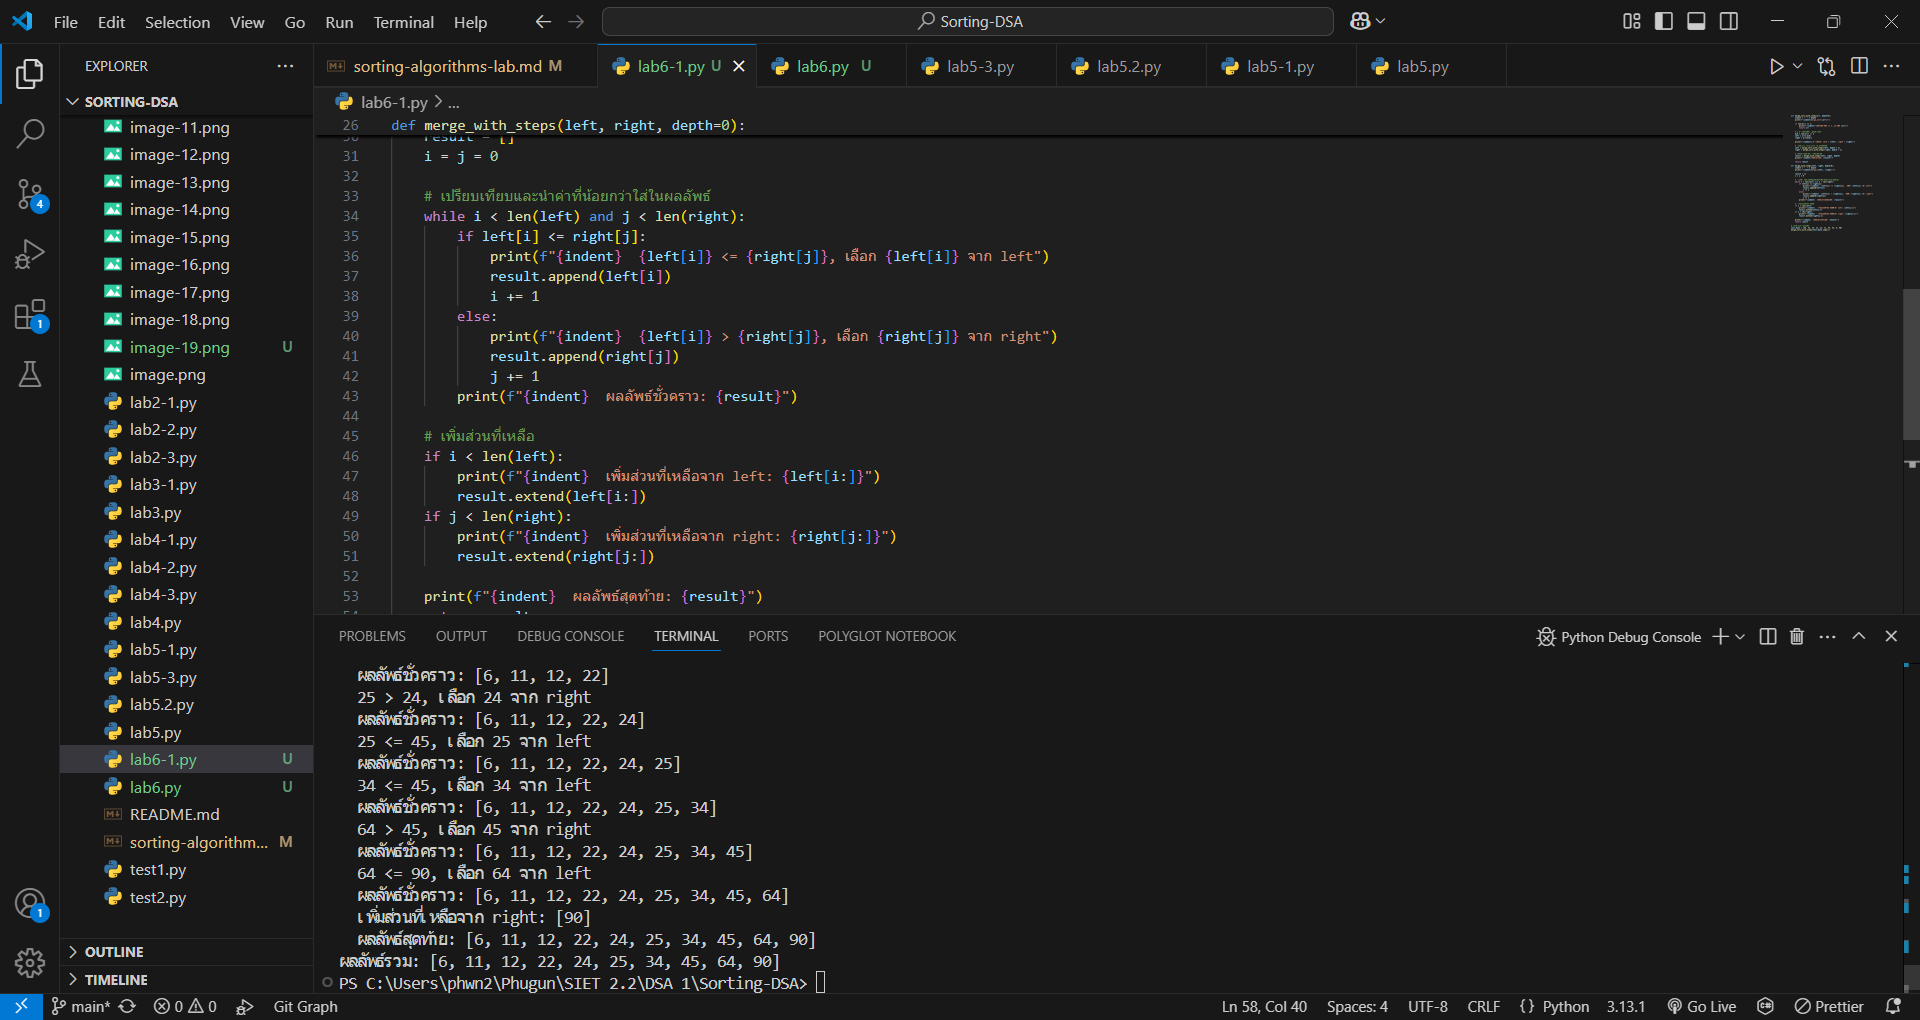 File Edit Selection View Go Run Terminal Help
Sorting-DSA
EXPLORER
SORTING-DSA
image-11.png
image-12.png
image-13.png
image-14.png
image-15.png
image-16.png
image-17.png
image-18.png
image-19.png U
image.png
lab2-1.py
lab2-2.py
lab2-3.py
lab3-1.py
lab3.py
lab4-1.py
lab4-2.py
lab4-3.py
lab4.py
lab5-1.py
lab5-3.py
lab5.2.py
lab5.py
lab6-1.py U
lab6.py U
README.md
sorting-algorithm... M
test1.py
test2.py
OUTLINE
TIMELINE
4
1
1
sorting-algorithms-lab.md M lab6-1.py U lab6.py U lab5-3.py lab5.2.py lab5-1.py lab5.py
lab6-1.py > ...
26 def merge_with_steps(left, right, depth=0):
result = []
31 i = j = 0
32
33 # เปรียบเทียบและนำค่าที่น้อยกว่าใส่ในผลลัพธ์
34 while i < len(left) and j < len(right):
35 if left[i] <= right[j]:
36 print(f"{indent}  {left[i]} <= {right[j]}, เลือก {left[i]} จาก left")
37 result.append(left[i])
38 i += 1
39 else:
40 print(f"{indent}  {left[i]} > {right[j]}, เลือก {right[j]} จาก right")
41 result.append(right[j])
42 j += 1
43 print(f"{indent}  ผลลัพธ์ชั่วคราว: {result}")
44
45 # เพิ่มส่วนที่เหลือ
46 if i < len(left):
47 print(f"{indent}  เพิ่มส่วนที่เหลือจาก left: {left[i:]}")
48 result.extend(left[i:])
49 if j < len(right):
50 print(f"{indent}  เพิ่มส่วนที่เหลือจาก right: {right[j:]}")
51 result.extend(right[j:])
52
53 print(f"{indent}  ผลลัพธ์สุดท้าย: {result}")
PROBLEMS OUTPUT DEBUG CONSOLE TERMINAL PORTS POLYGLOT NOTEBOOK
Python Debug Console
ผลลัพธ์ชั่วคราว: [6, 11, 12, 22]
25 > 24, เลือก 24 จาก right
ผลลัพธ์ชั่วคราว: [6, 11, 12, 22, 24]
25 <= 45, เลือก 25 จาก left
ผลลัพธ์ชั่วคราว: [6, 11, 12, 22, 24, 25]
34 <= 45, เลือก 34 จาก left
ผลลัพธ์ชั่วคราว: [6, 11, 12, 22, 24, 25, 34]
64 > 45, เลือก 45 จาก right
ผลลัพธ์ชั่วคราว: [6, 11, 12, 22, 24, 25, 34, 45]
64 <= 90, เลือก 64 จาก left
ผลลัพธ์ชั่วคราว: [6, 11, 12, 22, 24, 25, 34, 45, 64]
เพิ่มส่วนที่เหลือจาก right: [90]
ผลลัพธ์สุดท้าย: [6, 11, 12, 22, 24, 25, 34, 45, 64, 90]
ผลลัพธ์รวม: [6, 11, 12, 22, 24, 25, 34, 45, 64, 90]
PS C:\Users\phwn2\Phugun\SIET 2.2\DSA 1\Sorting-DSA>
main* 0 0 Git Graph
Ln 58, Col 40 Spaces: 4 UTF-8 CRLF {} Python 3.13.1 Go Live Prettier